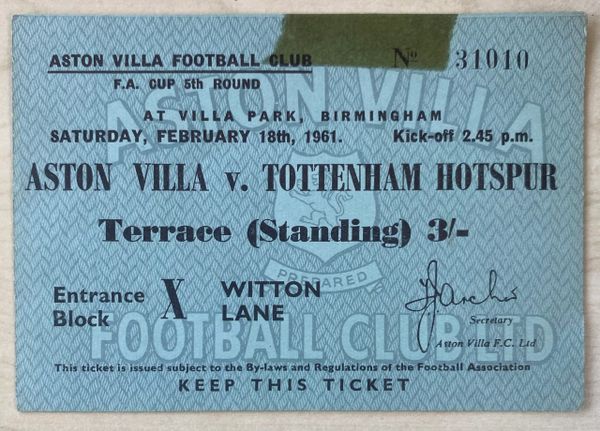 ASTON VILLA FOOTBALL CLUB
Nº 31010
F.A. CUP 5th ROUND
AT VILLA PARK, BIRMINGHAM
SATURDAY, FEBRUARY 18th, 1961. Kick-off 2.45 p.m.
ASTON VILLA v. TOTTENHAM HOTSPUR
Terrace (Standing) 3/-
Entrance Block X WITTON LANE
Secretary
Aston Villa F.C. Ltd
This ticket is issued subject to the By-laws and Regulations of the Football Association
KEEP THIS TICKET
ASTON VILLA
PREPARED
FOOTBALL CLUB LTD